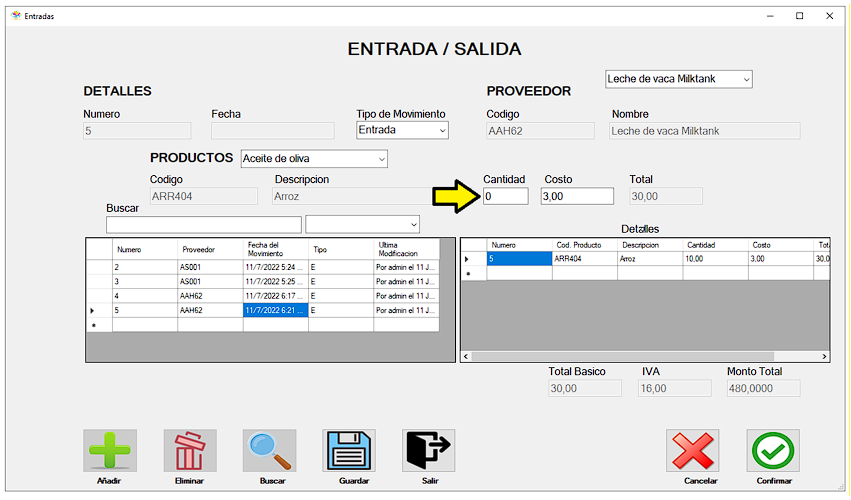 Entradas
ENTRADA / SALIDA
Leche de vaca Milktank
DETALLES
PROVEEDOR
Numero Fecha Tipo de Movimiento Codigo Nombre
5 Entrada AAH62 Leche de vaca Milktank
PRODUCTOS Aceite de oliva
Codigo Descripcion Cantidad Costo Total
ARR404 Arroz 0 3,00 30,00
Buscar
Detalles
Numero Proveedor Fecha del Movimiento Tipo Ultima Modificacion
2 AS001 11/7/2022 5:24 ... E Por admin el 11 J...
3 AS001 11/7/2022 5:25 ... E Por admin el 11 J...
4 AAH62 11/7/2022 6:17 ... E Por admin el 11 J...
5 AAH62 11/7/2022 6:21 ... E Por admin el 11 J...
Numero Cod. Producto Descripcion Cantidad Costo Tot
5 ARR404 Arroz 10,00 3,00 30,0
Total Basico IVA Monto Total
30,00 16,00 480,0000
Añadir Eliminar Buscar Guardar Salir Cancelar Confirmar